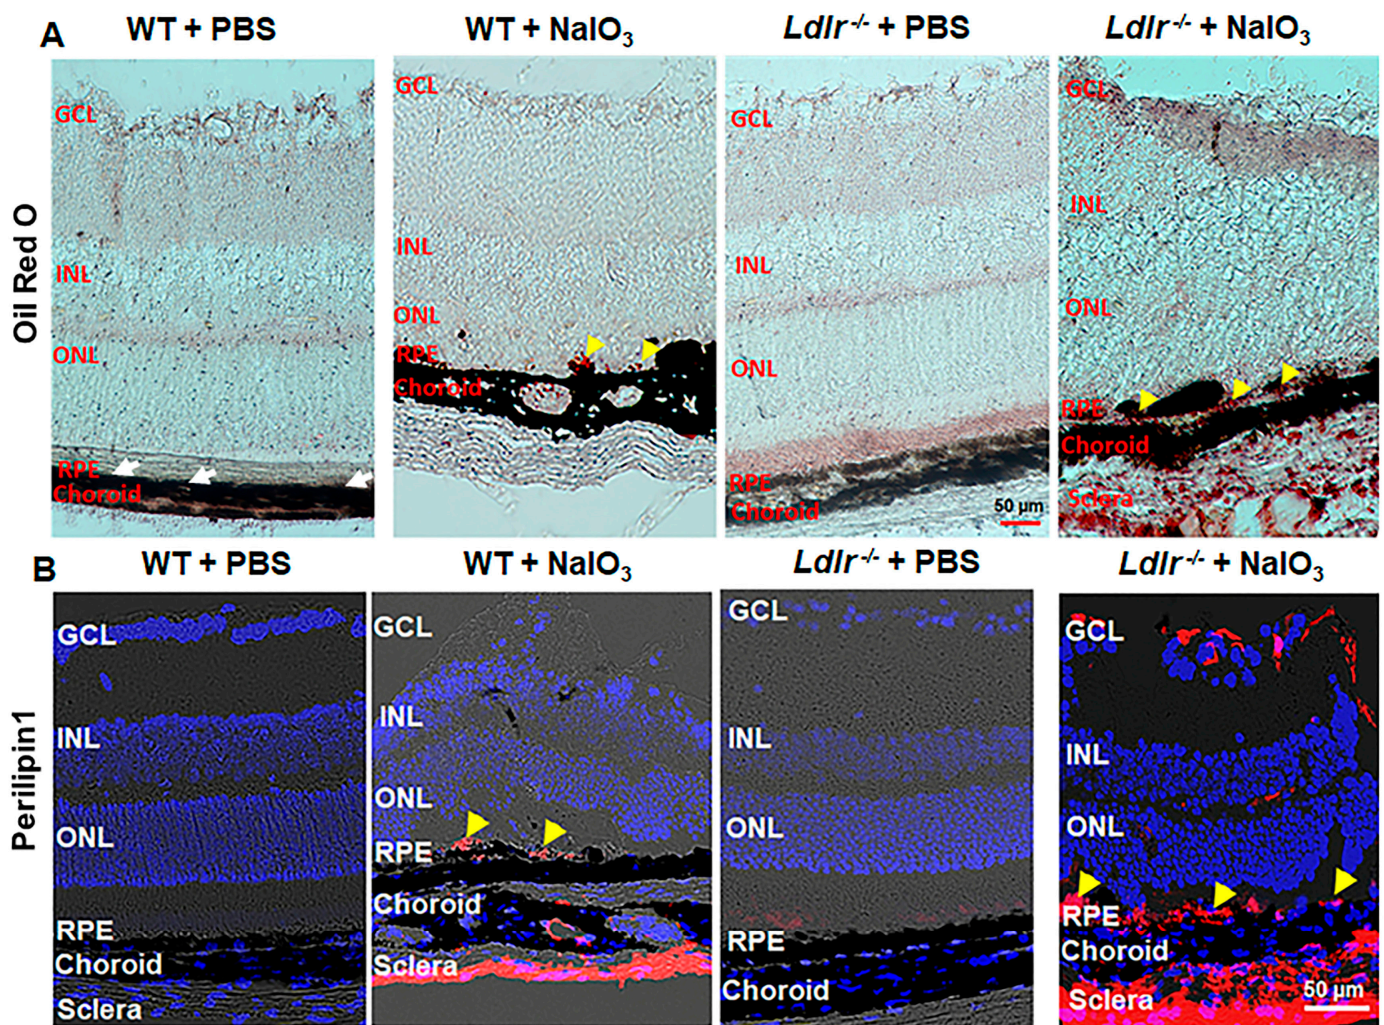 A
WT + PBS
WT + NaIO3
Ldlr -/- + PBS
Ldlr -/- + NaIO3
Oil Red O
GCL
INL
ONL
RPE
Choroid
GCL
INL
ONL
RPE
Choroid
GCL
INL
ONL
RPE
Choroid
50 µm
GCL
INL
ONL
RPE
Choroid
Sclera
B
WT + PBS
WT + NaIO3
Ldlr -/- + PBS
Ldlr -/- + NaIO3
Perilipin1
GCL
INL
ONL
RPE
Choroid
Sclera
GCL
INL
ONL
RPE
Choroid
Sclera
GCL
INL
ONL
RPE
Choroid
GCL
INL
ONL
RPE
Choroid
Sclera
50 µm